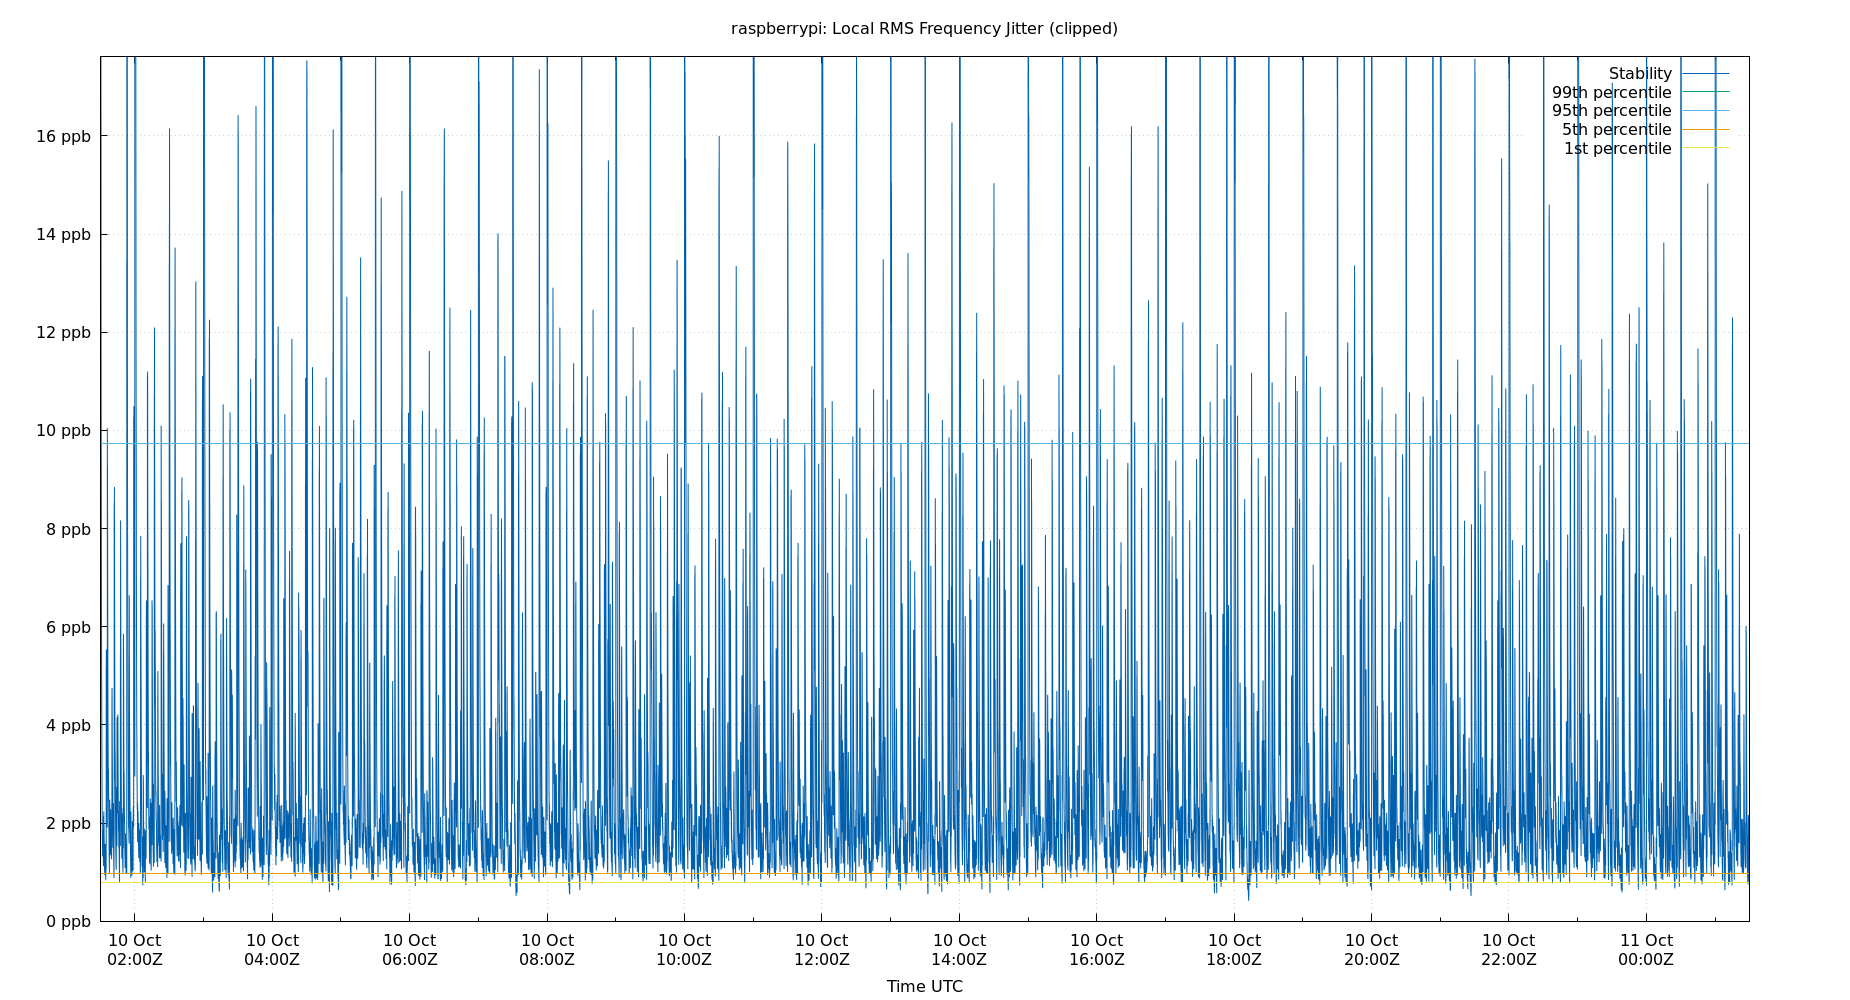 raspberrypi: Local RMS Frequency Jitter (clipped)
Stability
99th percentile
95th percentile
5th percentile
1st percentile
16 ppb
14 ppb
12 ppb
10 ppb
8 ppb
6 ppb
4 ppb
2 ppb
0 ppb
10 Oct 10 Oct 10 Oct 10 Oct 10 Oct 10 Oct 10 Oct 10 Oct 10 Oct 10 Oct 10 Oct 11 Oct
02:00Z 04:00Z 06:00Z 08:00Z 10:00Z 12:00Z 14:00Z 16:00Z 18:00Z 20:00Z 22:00Z 00:00Z
Time UTC